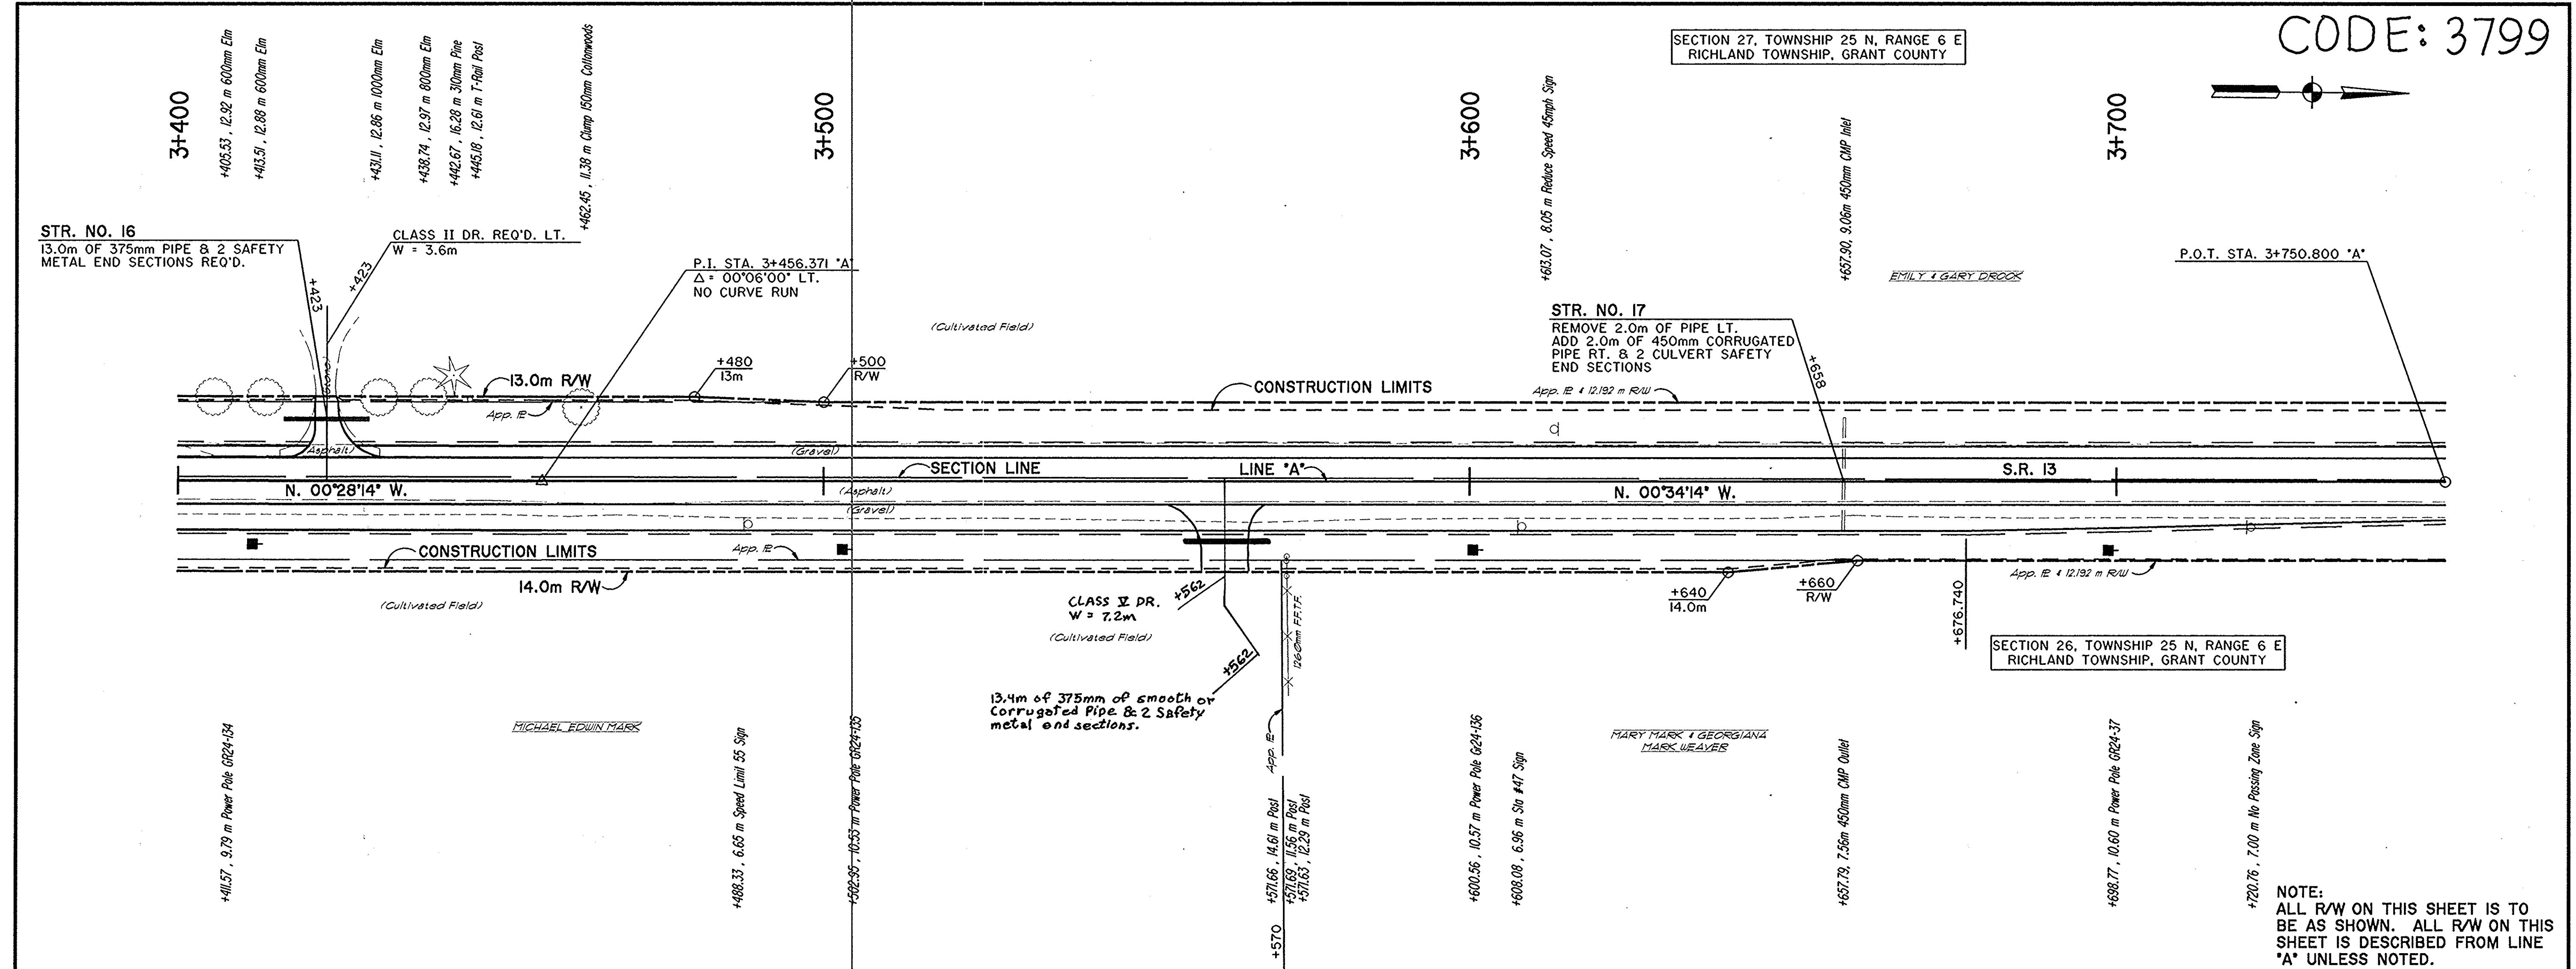 CODE: 3799
SECTION 27, TOWNSHIP 25 N, RANGE 6 E
RICHLAND TOWNSHIP, GRANT COUNTY
3+400
+405.53 , 12.92 m 600mm Elm
+413.51 , 12.88 m 600mm Elm
+431.11 , 12.86 m 1000mm Elm
+438.74 , 12.97 m 800mm Elm
+442.67 , 16.28 m 310mm Pine
+445.18 , 12.61 m T-Rail Post
+462.45 , 11.38 m Clump 150mm Cottonwoods
3+500
3+600
+613.07 , 8.05 m Reduce Speed 45mph Sign
+657.90, 9.06m 450mm CMP Inlet
3+700
STR. NO. 16
13.0m OF 375mm PIPE & 2 SAFETY
METAL END SECTIONS REQ'D.
+423
+423
CLASS II DR. REQ'D. LT.
W = 3.6m
P.I. STA. 3+456.371 "A"
Δ = 00°06'00" LT.
NO CURVE RUN
(Cultivated Field)
EMILY & GARY DROOK
P.O.T. STA. 3+750.800 "A"
STR. NO. 17
REMOVE 2.0m OF PIPE LT.
ADD 2.0m OF 450mm CORRUGATED
PIPE RT. & 2 CULVERT SAFETY
END SECTIONS
+658
13.0m R/W
App. PL
+480
13m
+500
R/W
CONSTRUCTION LIMITS
App. PL & 12.192 m R/W
(Asphalt)
(Gravel)
SECTION LINE
LINE "A"
S.R. 13
N. 00°28'14" W.
(Asphalt)
N. 00°34'14" W.
(Gravel)
CONSTRUCTION LIMITS
App. PL
14.0m R/W
(Cultivated Field)
CLASS V DR.
W = 7.2m
+562
(Cultivated Field)
+562
13.4m of 375mm of smooth or
Corrugated Pipe & 2 Safety
metal end sections.
1260mm F.F.T.F.
App. PL
+640
14.0m
+660
R/W
App. PL & 12.192 m R/W
+676.740
SECTION 26, TOWNSHIP 25 N, RANGE 6 E
RICHLAND TOWNSHIP, GRANT COUNTY
MICHAEL EDWIN MARK
MARY MARK & GEORGIANA
MARK WEAVER
+411.57 , 9.79 m Power Pole GR24-134
+488.33 , 6.65 m Speed Limit 55 Sign
+502.95 , 10.53 m Power Pole GR24-135
+571.66 , 14.61 m Post
+571.69 , 11.56 m Post
+571.63 , 12.29 m Post
+570
+600.56 , 10.57 m Power Pole Gr24-136
+608.08 , 6.96 m Sta #47 Sign
+657.79, 7.56m 450mm CMP Outlet
+698.77 , 10.60 m Power Pole GR24-37
+720.76 , 7.00 m No Passing Zone Sign
NOTE:
ALL R/W ON THIS SHEET IS TO
BE AS SHOWN. ALL R/W ON THIS
SHEET IS DESCRIBED FROM LINE
"A" UNLESS NOTED.